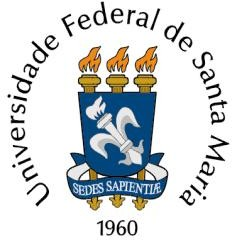 Universidade Federal de Santa Maria
SEDES SAPIENTIÆ
1960